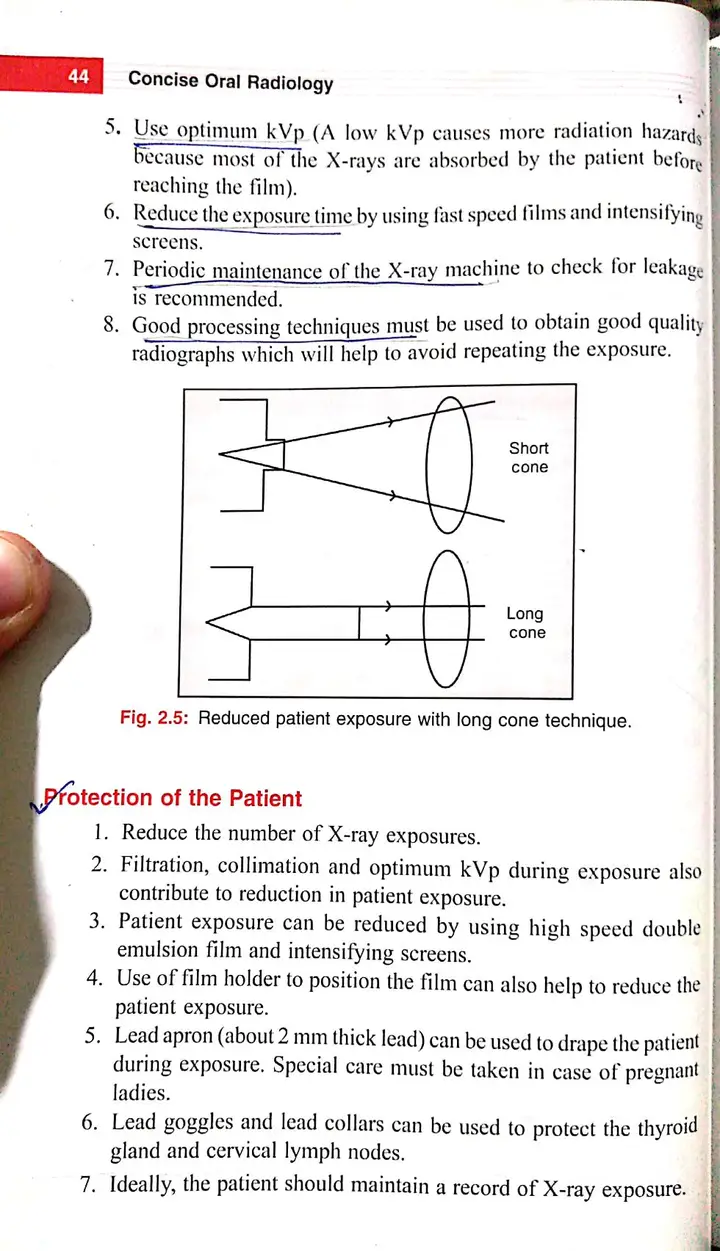 44 Concise Oral Radiology
5. Use optimum kVp (A low kVp causes more radiation hazards
because most of the X-rays are absorbed by the patient before
reaching the film).
6. Reduce the exposure time by using fast speed films and intensifying
screens.
7. Periodic maintenance of the X-ray machine to check for leakage
is recommended.
8. Good processing techniques must be used to obtain good quality
radiographs which will help to avoid repeating the exposure.
Short
cone
Long
cone
Fig. 2.5: Reduced patient exposure with long cone technique.
Protection of the Patient
1. Reduce the number of X-ray exposures.
2. Filtration, collimation and optimum kVp during exposure also
contribute to reduction in patient exposure.
3. Patient exposure can be reduced by using high speed double
emulsion film and intensifying screens.
4. Use of film holder to position the film can also help to reduce the
patient exposure.
5. Lead apron (about 2 mm thick lead) can be used to drape the patient
during exposure. Special care must be taken in case of pregnant
ladies.
6. Lead goggles and lead collars can be used to protect the thyroid
gland and cervical lymph nodes.
7. Ideally, the patient should maintain a record of X-ray exposure.